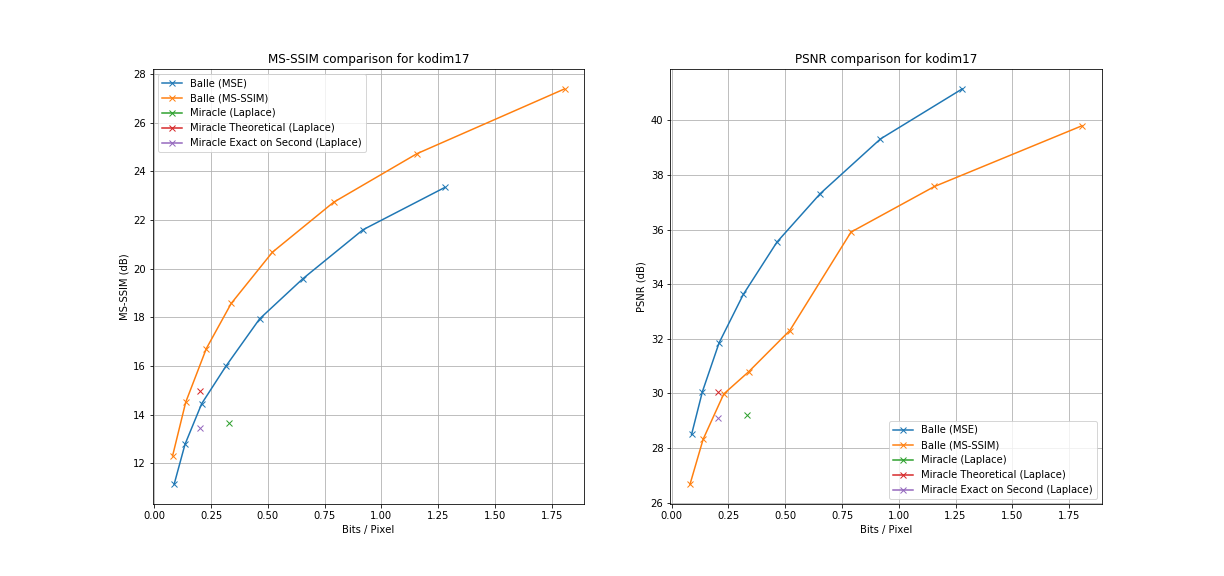 MS-SSIM comparison for kodim17
28
26
24
22
20
18
16
14
12
MS-SSIM (dB)
Balle (MSE)
Balle (MS-SSIM)
Miracle (Laplace)
Miracle Theoretical (Laplace)
Miracle Exact on Second (Laplace)
0.00 0.25 0.50 0.75 1.00 1.25 1.50 1.75
Bits / Pixel
PSNR comparison for kodim17
40
38
36
34
32
30
28
26
PSNR (dB)
Balle (MSE)
Balle (MS-SSIM)
Miracle (Laplace)
Miracle Theoretical (Laplace)
Miracle Exact on Second (Laplace)
0.00 0.25 0.50 0.75 1.00 1.25 1.50 1.75
Bits / Pixel